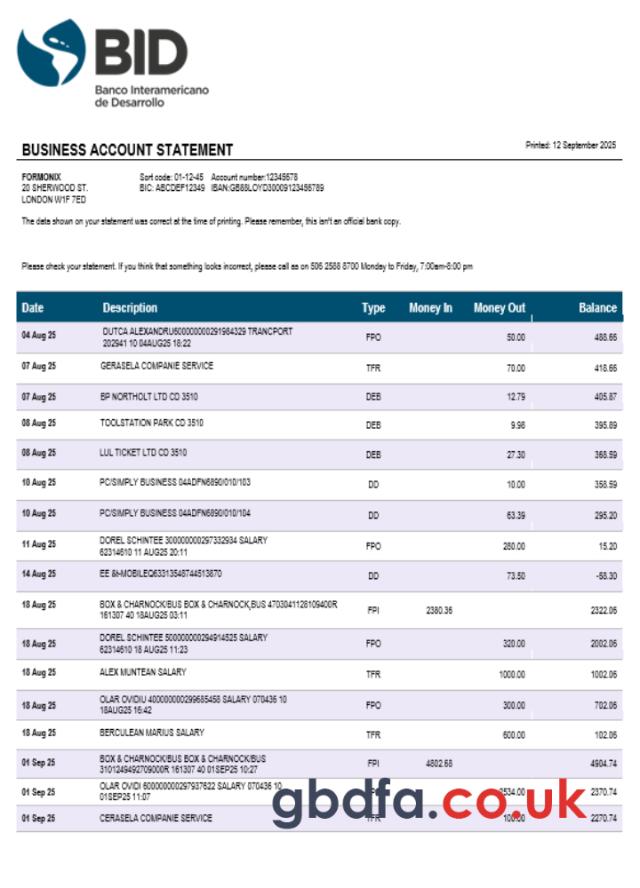 BID
Banco Interamericano
de Desarrollo
BUSINESS ACCOUNT STATEMENT
Printed: 12 September 2025
FORMONIX
20 SHERWOOD ST.
LONDON W1F 7ED
Sort code: 01-12-45 Account number:12345678
BIC: ABCDEF12349 IBAN:GB88LOYD30009123456789
The data shown on your statement was correct at the time of printing. Please remember, this isn't an official bank copy.
Please check your statement. If you think that something looks incorrect, please call as on 506 2588 8700 Monday to Friday, 7:00am-8:00 pm
Date Description Type Money In Money Out Balance
04 Aug 25 DUTCA ALEXANDRU600000000291984329 TRANCPORT FPO 50.00 488.66
202941 10 04AUG25 18:22
07 Aug 25 GERASELA COMPANIE SERVICE TFR 70.00 418.66
07 Aug 25 BP NORTHOLT LTD CO 3510 DEB 12.79 405.87
08 Aug 25 TOOLSTATION PARK CD 3510 DEB 9.98 395.89
08 Aug 25 LUL TICKET LTD CO 3510 DEB 27.30 368.59
10 Aug 25 PC/SIMPLY BUSINESS 04ADFN6890/010/103 DD 10.00 358.59
10 Aug 25 PC/SIMPLY BUSINESS 04ADFN6890/010/104 DD 63.39 295.20
11 Aug 25 DOREL SCHINTEE 300000000297332934 SALARY FPO 280.00 15.20
62314610 11 AUG25 20:11
14 Aug 25 EE &MOBILEQ63313548744513870 DD 73.50 -58.30
18 Aug 25 BOX & CHARNOCK/BUS BOX & CHARNOCK,BUS 4703041128109400R FPI 2380.36 2322.06
161307 40 18AUG25 03:11
18 Aug 25 DOREL SCHINTEE 500000000294914525 SALARY FPO 320.00 2002.06
62314610 18 AUG25 11:23
18 Aug 25 ALEX MUNTEAN SALARY TFR 1000.00 1002.06
18 Aug 25 OLAR OVIDIU 400000000299685458 SALARY 070436 10 FPO 300.00 702.06
18AUG25 16:42
18 Aug 25 BERCULEAN MARIUS SALARY TFR 600.00 102.06
01 Sep 25 BOX & CHARNOCK/BUS BOX & CHARNOCK/BUS FPI 4802.68 4904.74
3101249492709000R 161307 40 01SEP25 10:27
01 Sep 25 OLAR OVIDI 600000000297937622 SALARY 070436 10 2534.00 2370.74
01SEP25 11:07
01 Sep 25 CERASELA COMPANIE SERVICE TFR 100.00 2270.74
gbdfa.co.uk